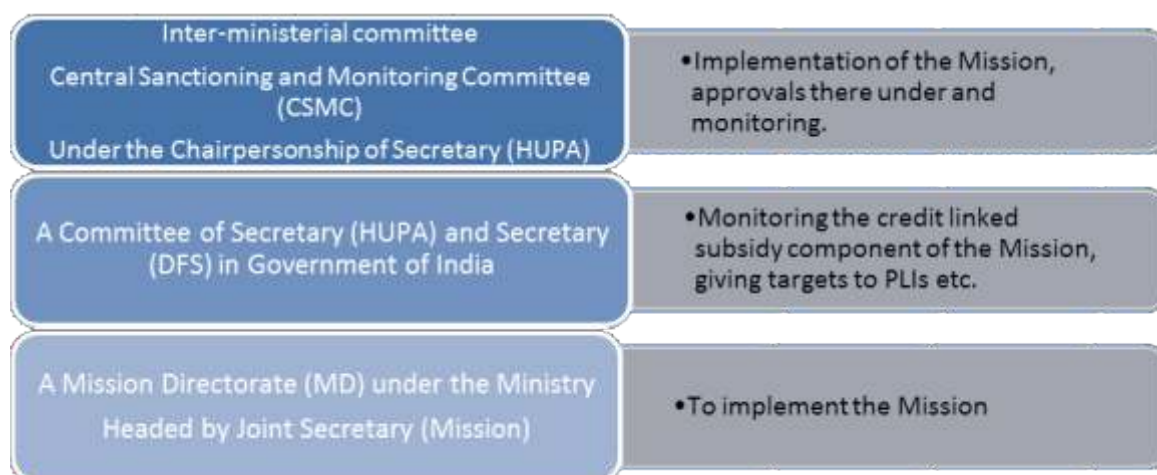 Inter-ministerial committee
Central Sanctioning and Monitoring Committee
(CSMC)
Under the Chairpersonship of Secretary (HUPA)
•Implementation of the Mission,
approvals there under and
monitoring.
A Committee of Secretary (HUPA) and Secretary
(DFS) in Government of India
•Monitoring the credit linked
subsidy component of the Mission,
giving targets to PLIs etc.
A Mission Directorate (MD) under the Ministry
Headed by Joint Secretary (Mission)
•To implement the Mission